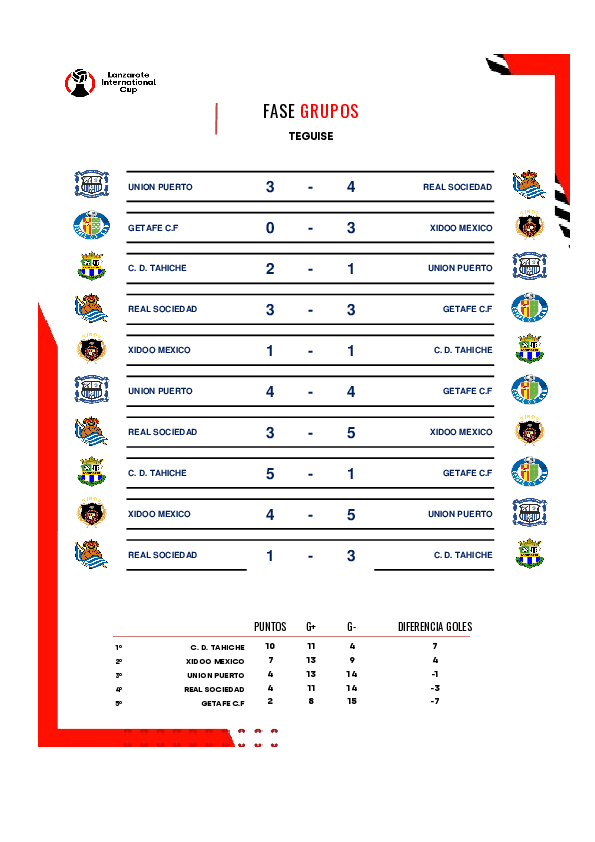 Lanzarote
International
Cup
FASE GRUPOS
TEGUISE
UNION PUERTO 3 - 4 REAL SOCIEDAD
GETAFE C.F 0 - 3 XIDOO MEXICO
C. D. TAHICHE 2 - 1 UNION PUERTO
REAL SOCIEDAD 3 - 3 GETAFE C.F
XIDOO MEXICO 1 - 1 C. D. TAHICHE
UNION PUERTO 4 - 4 GETAFE C.F
REAL SOCIEDAD 3 - 5 XIDOO MEXICO
C. D. TAHICHE 5 - 1 GETAFE C.F
XIDOO MEXICO 4 - 5 UNION PUERTO
REAL SOCIEDAD 1 - 3 C. D. TAHICHE
PUNTOS G+ G- DIFERENCIA GOLES
1º C. D. TAHICHE 10 11 4 7
2º XIDOO MEXICO 7 13 9 4
3º UNION PUERTO 4 13 14 -1
4º REAL SOCIEDAD 4 11 14 -3
5º GETAFE C.F 2 8 15 -7